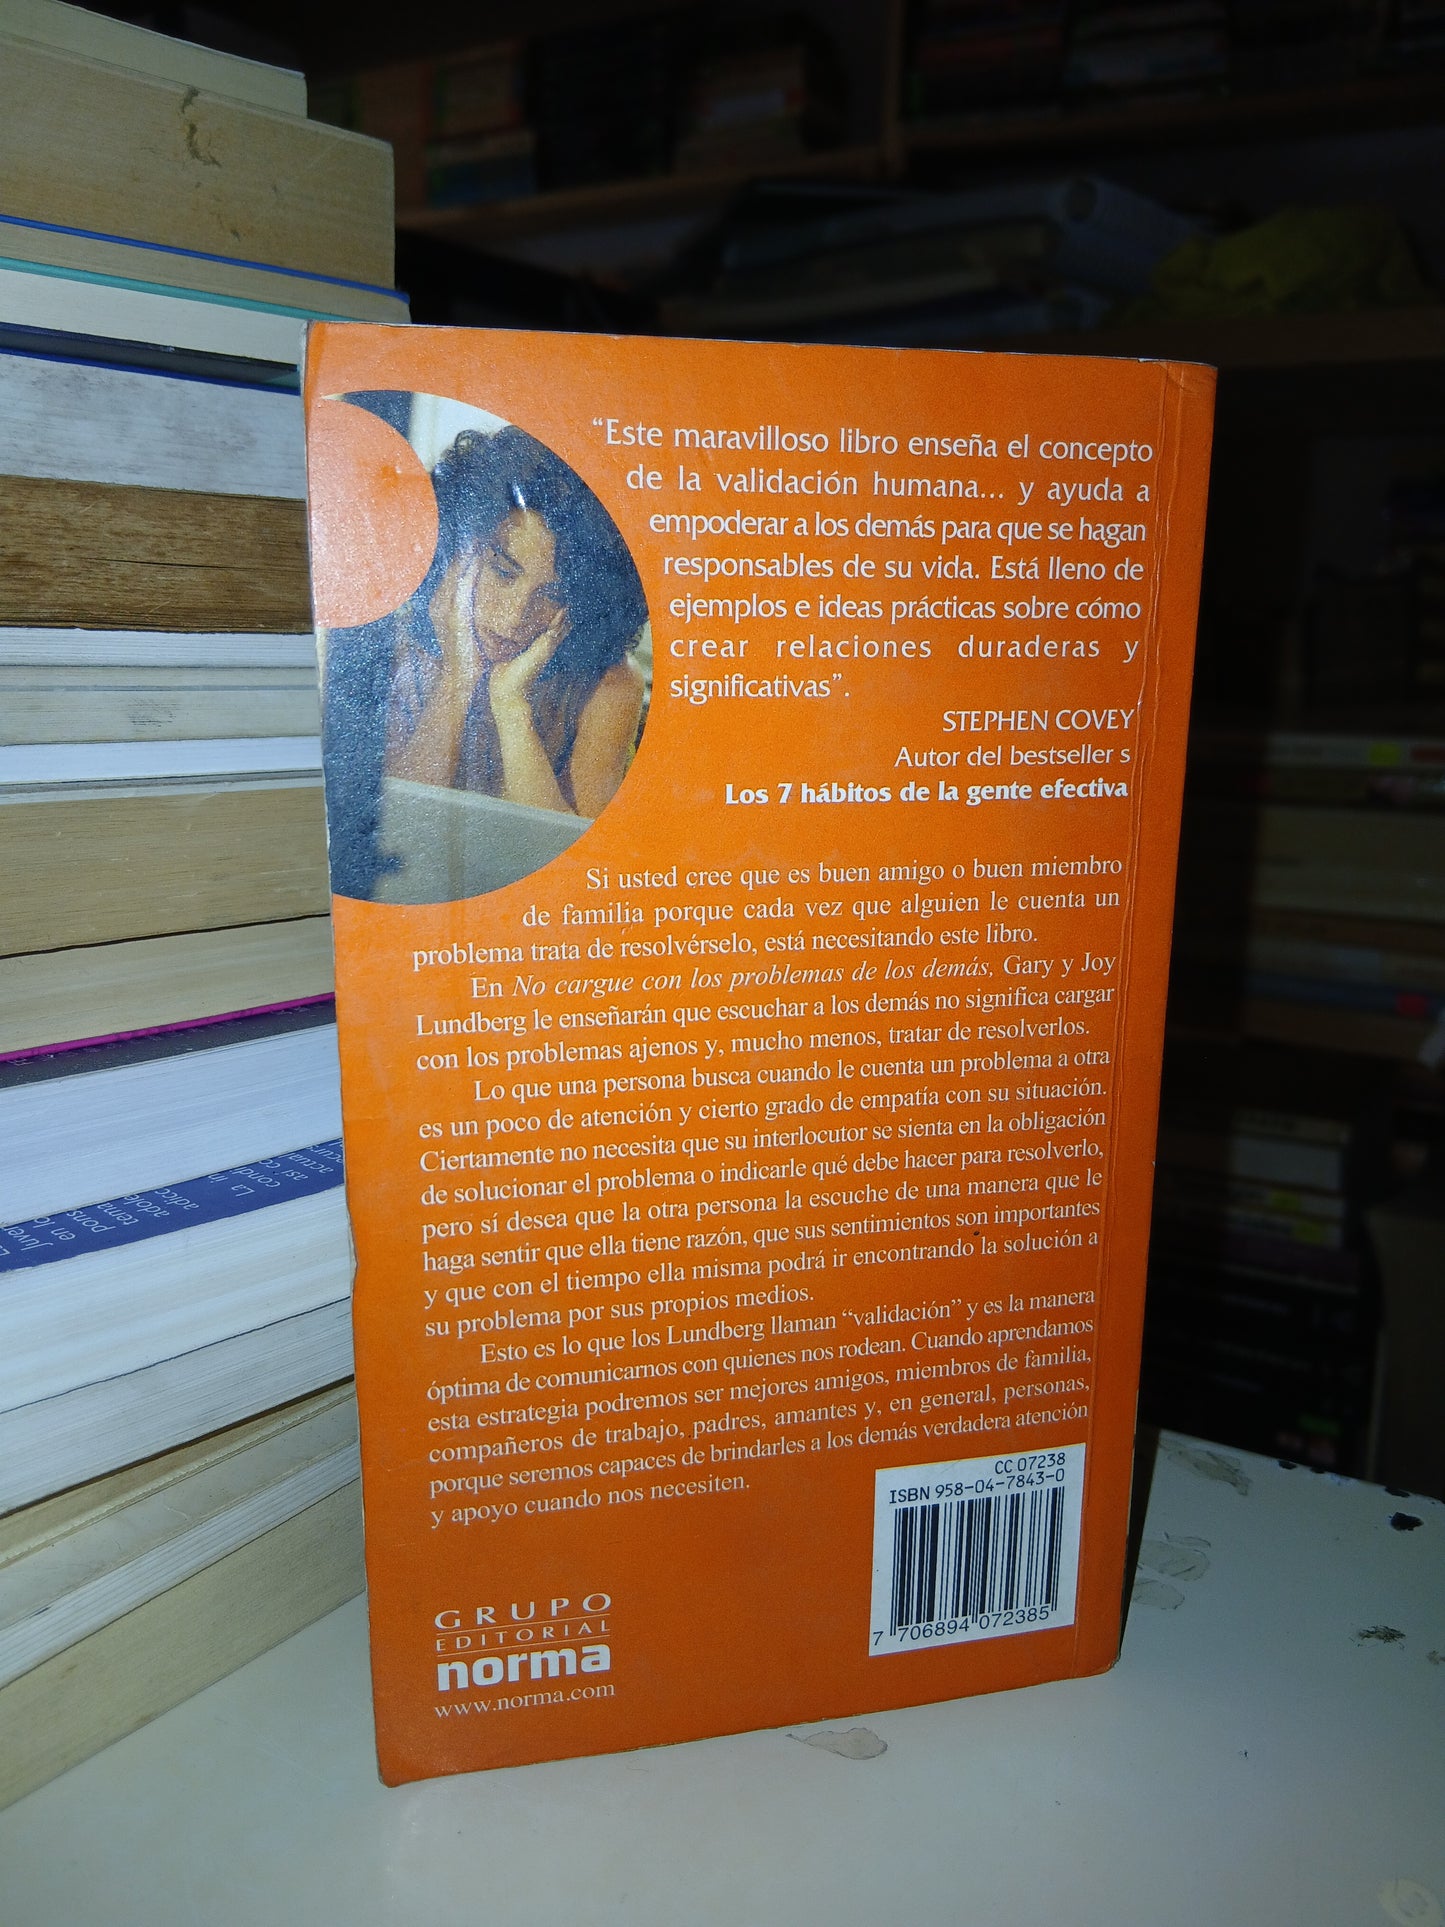 “Este maravilloso libro enseña el concepto
de la validación humana... y ayuda a
empoderar a los demás para que se hagan
responsables de su vida. Está lleno de
ejemplos e ideas prácticas sobre cómo
crear relaciones duraderas y
significativas”.
STEPHEN COVEY
Autor del bestseller s
Los 7 hábitos de la gente efectiva
Si usted cree que es buen amigo o buen miembro
de familia porque cada vez que alguien le cuenta un
problema trata de resolvérselo, está necesitando este libro.
En No cargue con los problemas de los demás, Gary y Joy
Lundberg le enseñarán que escuchar a los demás no significa cargar
con los problemas ajenos y, mucho menos, tratar de resolverlos.
Lo que una persona busca cuando le cuenta un problema a otra
es un poco de atención y cierto grado de empatía con su situación.
Ciertamente no necesita que su interlocutor se sienta en la obligación
de solucionar el problema o indicarle qué debe hacer para resolverlo,
pero sí desea que la otra persona la escuche de una manera que le
haga sentir que ella tiene razón, que sus sentimientos son importantes
y que con el tiempo ella misma podrá ir encontrando la solución a
su problema por sus propios medios.
Esto es lo que los Lundberg llaman “validación” y es la manera
óptima de comunicarnos con quienes nos rodean. Cuando aprendamos
esta estrategia podremos ser mejores amigos, miembros de familia,
compañeros de trabajo, padres, amantes y, en general, personas,
porque seremos capaces de brindarles a los demás verdadera atención
y apoyo cuando nos necesiten.
CC 07238
ISBN 958-04-7843-0
7 706894 072385
GRUPO
EDITORIAL
norma
www.norma.com